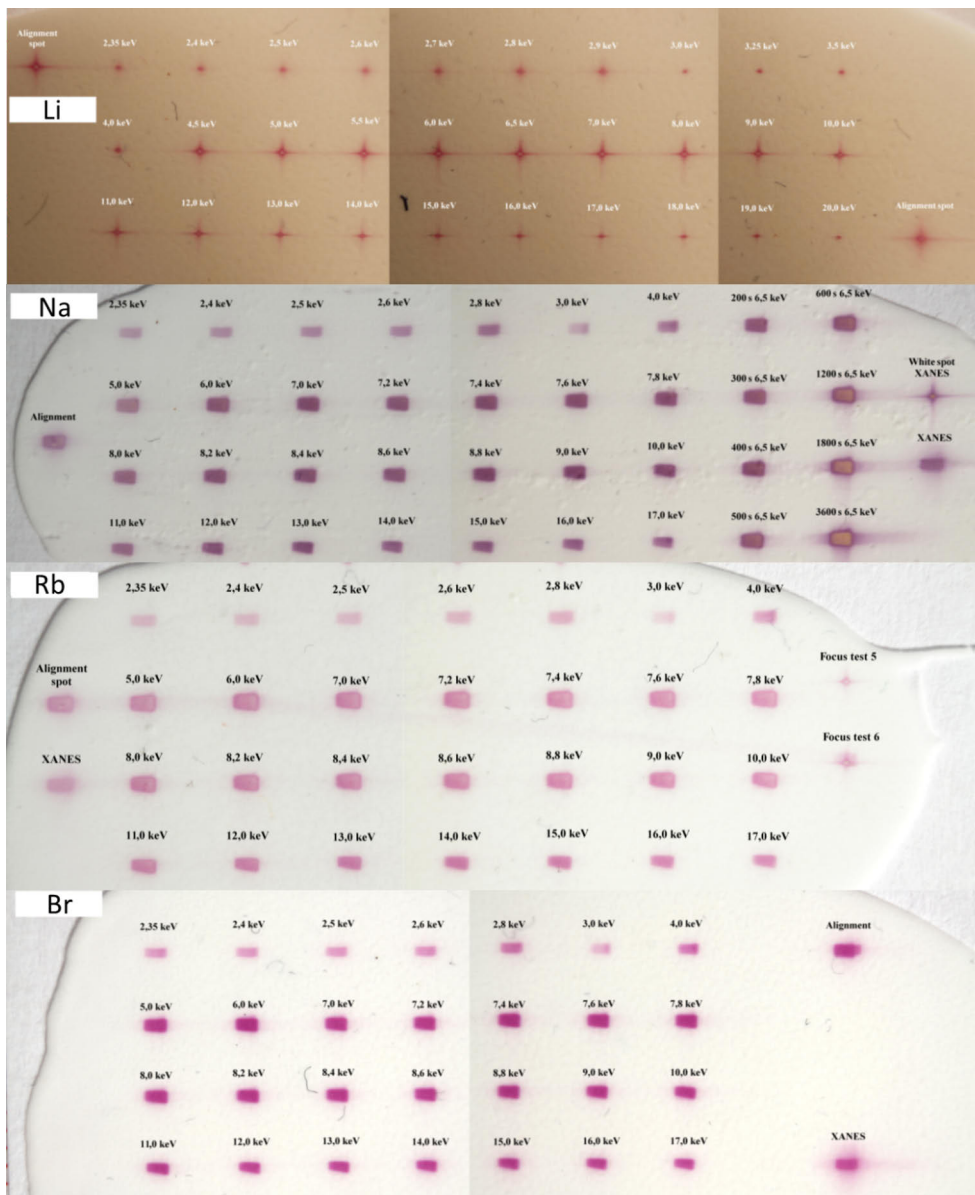 Alignment
spot
2,35 keV 2,4 keV 2,5 keV 2,6 keV 2,7 keV 2,8 keV 2,9 keV 3,0 keV 3,25 keV 3,5 keV
Li
4,0 keV 4,5 keV 5,0 keV 5,5 keV 6,0 keV 6,5 keV 7,0 keV 8,0 keV 9,0 keV 10,0 keV
11,0 keV 12,0 keV 13,0 keV 14,0 keV 15,0 keV 16,0 keV 17,0 keV 18,0 keV 19,0 keV 20,0 keV Alignment spot
Na
2,35 keV 2,4 keV 2,5 keV 2,6 keV 2,8 keV 3,0 keV 4,0 keV 200 s 6,5 keV 600 s 6,5 keV
White spot
XANES
5,0 keV 6,0 keV 7,0 keV 7,2 keV 7,4 keV 7,6 keV 7,8 keV 300 s 6,5 keV 1200 s 6,5 keV
Alignment
XANES
8,0 keV 8,2 keV 8,4 keV 8,6 keV 8,8 keV 9,0 keV 10,0 keV 400 s 6,5 keV 1800 s 6,5 keV
11,0 keV 12,0 keV 13,0 keV 14,0 keV 15,0 keV 16,0 keV 17,0 keV 500 s 6,5 keV 3600 s 6,5 keV
Rb
2,35 keV 2,4 keV 2,5 keV 2,6 keV 2,8 keV 3,0 keV 4,0 keV
Focus test 5
Alignment
spot
5,0 keV 6,0 keV 7,0 keV 7,2 keV 7,4 keV 7,6 keV 7,8 keV
Focus test 6
XANES
8,0 keV 8,2 keV 8,4 keV 8,6 keV 8,8 keV 9,0 keV 10,0 keV
11,0 keV 12,0 keV 13,0 keV 14,0 keV 15,0 keV 16,0 keV 17,0 keV
Br
2,35 keV 2,4 keV 2,5 keV 2,6 keV 2,8 keV 3,0 keV 4,0 keV Alignment
5,0 keV 6,0 keV 7,0 keV 7,2 keV 7,4 keV 7,6 keV 7,8 keV
8,0 keV 8,2 keV 8,4 keV 8,6 keV 8,8 keV 9,0 keV 10,0 keV
11,0 keV 12,0 keV 13,0 keV 14,0 keV 15,0 keV 16,0 keV 17,0 keV XANES